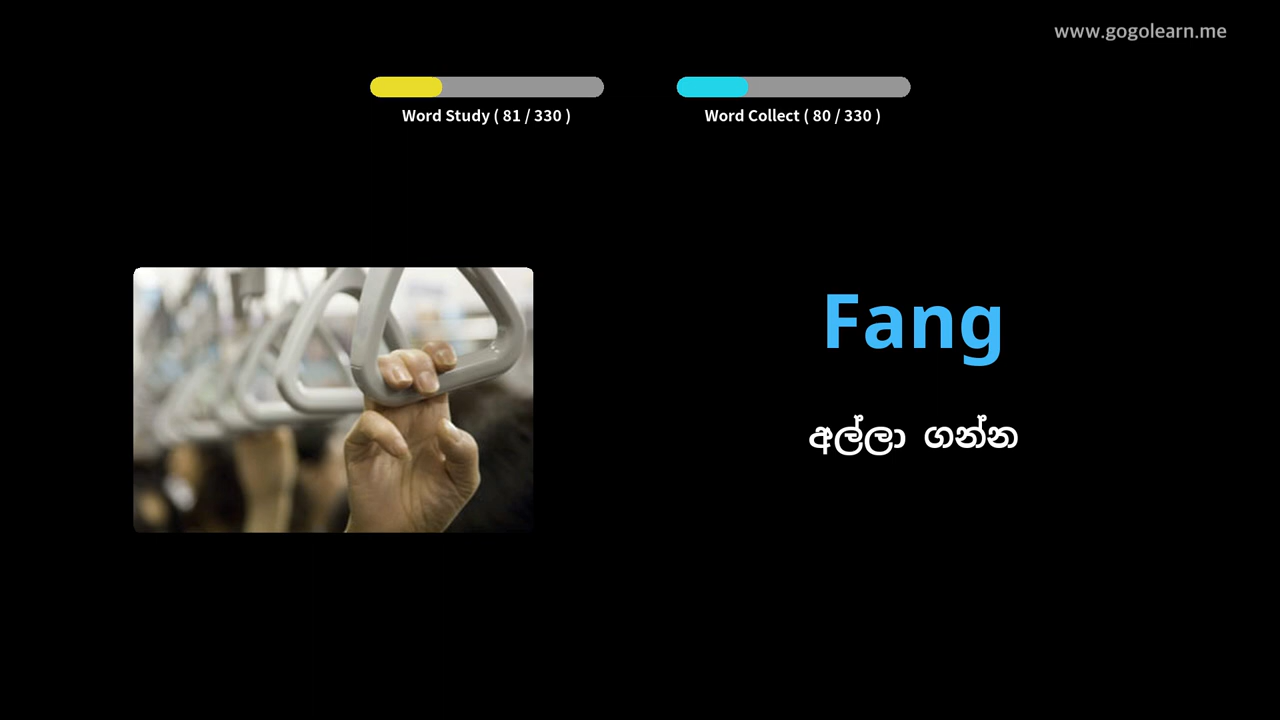 www.gogolearn.me
Word Study ( 81 / 330 )
Word Collect ( 80 / 330 )
Fang
අල්ලා ගන්න